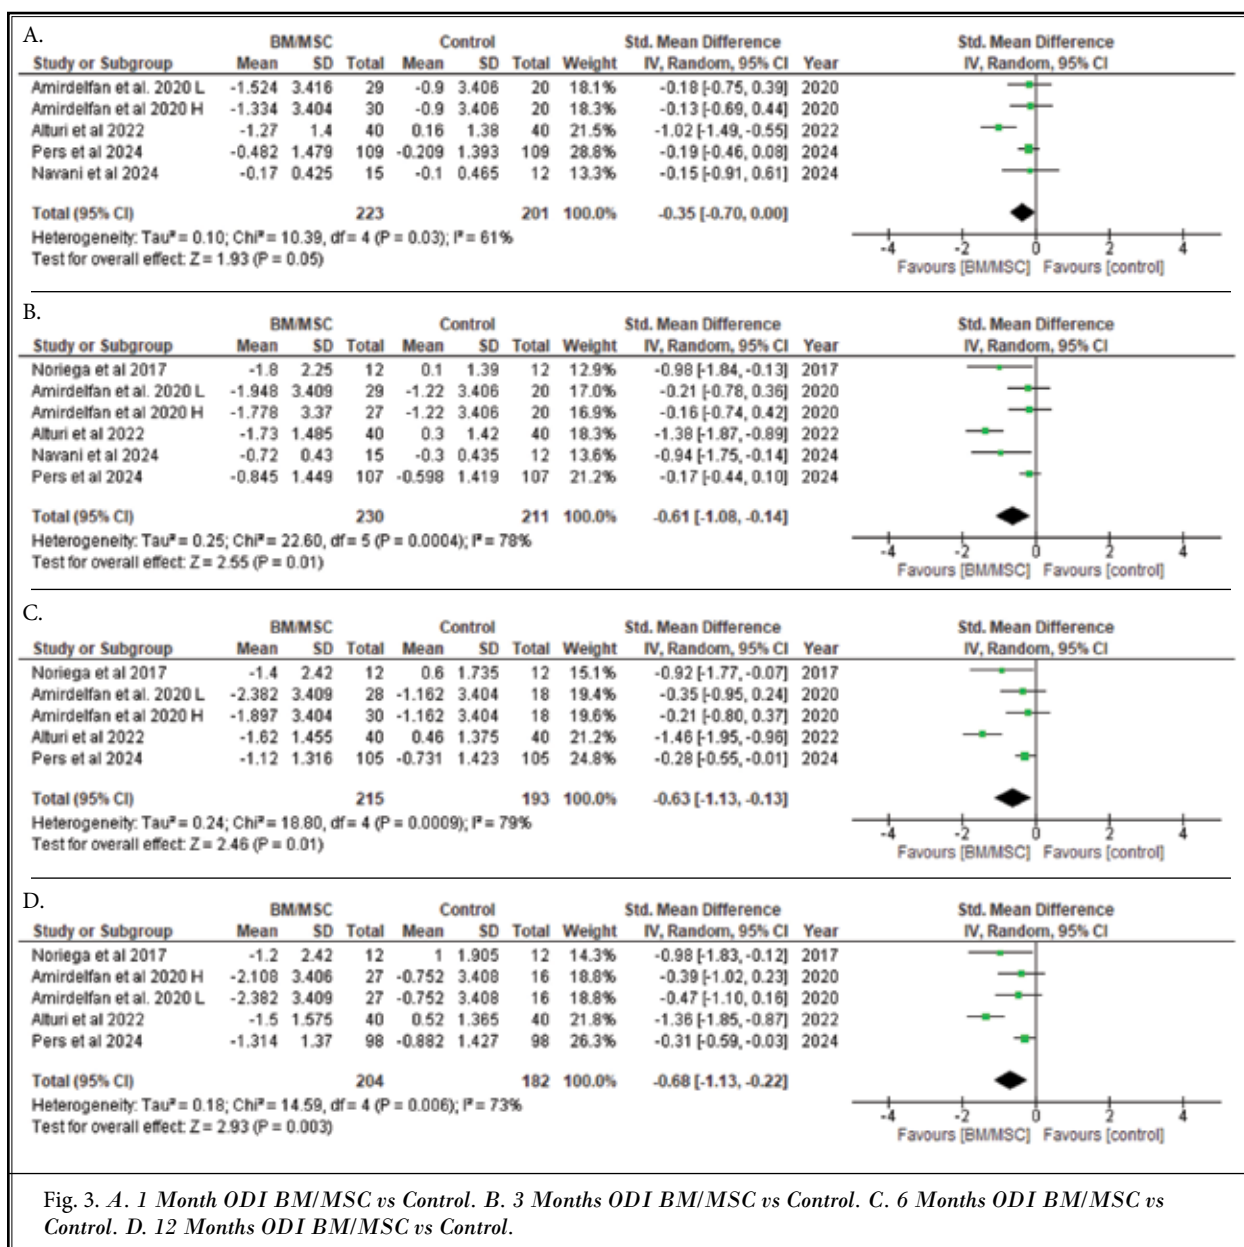 A.
BM/MSC Control Std. Mean Difference Std. Mean Difference
Study or Subgroup Mean SD Total Mean SD Total Weight IV, Random, 95% CI Year IV, Random, 95% CI
Amirdelfan et al. 2020 L -1.524 3.416 29 -0.9 3.406 20 18.1% -0.18 [-0.75, 0.39] 2020
Amirdelfan et al 2020 H -1.334 3.404 30 -0.9 3.406 20 18.3% -0.13 [-0.69, 0.44] 2020
Alturi et al 2022 -1.27 1.4 40 0.16 1.38 40 21.5% -1.02 [-1.49, -0.55] 2022
Pers et al 2024 -0.482 1.479 109 -0.209 1.393 109 28.8% -0.19 [-0.46, 0.08] 2024
Navani et al 2024 -0.17 0.425 15 -0.1 0.465 12 13.3% -0.15 [-0.91, 0.61] 2024
Total (95% CI) 223 201 100.0% -0.35 [-0.70, 0.00]
Heterogeneity: Tau² = 0.10; Chi² = 10.39, df = 4 (P = 0.03); I² = 61%
Test for overall effect: Z = 1.93 (P = 0.05)
-4 -2 0 2 4
Favours [BM/MSC] Favours [control]
B.
BM/MSC Control Std. Mean Difference Std. Mean Difference
Study or Subgroup Mean SD Total Mean SD Total Weight IV, Random, 95% CI Year IV, Random, 95% CI
Noriega et al 2017 -1.8 2.25 12 0.1 1.39 12 12.9% -0.98 [-1.84, -0.13] 2017
Amirdelfan et al. 2020 L -1.948 3.409 29 -1.22 3.406 20 17.0% -0.21 [-0.78, 0.36] 2020
Amirdelfan et al 2020 H -1.778 3.37 27 -1.22 3.406 20 16.9% -0.16 [-0.74, 0.42] 2020
Alturi et al 2022 -1.73 1.485 40 0.3 1.42 40 18.3% -1.38 [-1.87, -0.89] 2022
Navani et al 2024 -0.72 0.43 15 -0.3 0.435 12 13.6% -0.94 [-1.75, -0.14] 2024
Pers et al 2024 -0.845 1.449 107 -0.598 1.419 107 21.2% -0.17 [-0.44, 0.10] 2024
Total (95% CI) 230 211 100.0% -0.61 [-1.08, -0.14]
Heterogeneity: Tau² = 0.25; Chi² = 22.60, df = 5 (P = 0.0004); I² = 78%
Test for overall effect: Z = 2.55 (P = 0.01)
-4 -2 0 2 4
Favours [BM/MSC] Favours [control]
C.
BM/MSC Control Std. Mean Difference Std. Mean Difference
Study or Subgroup Mean SD Total Mean SD Total Weight IV, Random, 95% CI Year IV, Random, 95% CI
Noriega et al 2017 -1.4 2.42 12 0.6 1.735 12 15.1% -0.92 [-1.77, -0.07] 2017
Amirdelfan et al. 2020 L -2.382 3.409 28 -1.162 3.404 18 19.4% -0.35 [-0.95, 0.24] 2020
Amirdelfan et al 2020 H -1.897 3.404 30 -1.162 3.404 18 19.6% -0.21 [-0.80, 0.37] 2020
Alturi et al 2022 -1.62 1.455 40 0.46 1.375 40 21.2% -1.46 [-1.95, -0.96] 2022
Pers et al 2024 -1.12 1.316 105 -0.731 1.423 105 24.8% -0.28 [-0.55, -0.01] 2024
Total (95% CI) 215 193 100.0% -0.63 [-1.13, -0.13]
Heterogeneity: Tau² = 0.24; Chi² = 18.80, df = 4 (P = 0.0009); I² = 79%
Test for overall effect: Z = 2.46 (P = 0.01)
-4 -2 0 2 4
Favours [BM/MSC] Favours [control]
D.
BM/MSC Control Std. Mean Difference Std. Mean Difference
Study or Subgroup Mean SD Total Mean SD Total Weight IV, Random, 95% CI Year IV, Random, 95% CI
Noriega et al 2017 -1.2 2.42 12 1 1.905 12 14.3% -0.98 [-1.83, -0.12] 2017
Amirdelfan et al 2020 H -2.108 3.406 27 -0.752 3.408 16 18.8% -0.39 [-1.02, 0.23] 2020
Amirdelfan et al. 2020 L -2.382 3.409 27 -0.752 3.408 16 18.8% -0.47 [-1.10, 0.16] 2020
Alturi et al 2022 -1.5 1.575 40 0.52 1.365 40 21.8% -1.36 [-1.85, -0.87] 2022
Pers et al 2024 -1.314 1.37 98 -0.882 1.427 98 26.3% -0.31 [-0.59, -0.03] 2024
Total (95% CI) 204 182 100.0% -0.68 [-1.13, -0.22]
Heterogeneity: Tau² = 0.18; Chi² = 14.59, df = 4 (P = 0.006); I² = 73%
Test for overall effect: Z = 2.93 (P = 0.003)
-4 -2 0 2 4
Favours [BM/MSC] Favours [control]
Fig. 3. A. 1 Month ODI BM/MSC vs Control. B. 3 Months ODI BM/MSC vs Control. C. 6 Months ODI BM/MSC vs
Control. D. 12 Months ODI BM/MSC vs Control.